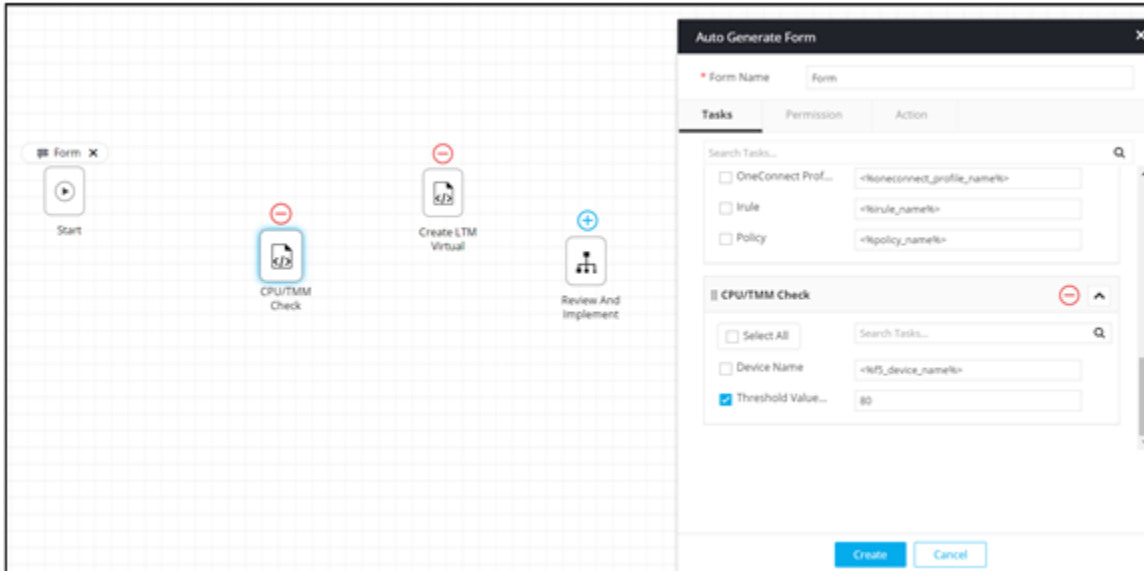 Form
Start
CPU/TMM
Check
Create LTM
Virtual
Review And
Implement
Auto Generate Form
* Form Name
Form
Tasks
Permission
Action
Search Tasks...
OneConnect Prof... <%oneconnect_profile_name%>
Irule <%irule_name%>
Policy <%policy_name%>
CPU/TMM Check
Select All
Search Tasks...
Device Name <%f5_device_name%>
Threshold Value... 80
Create
Cancel